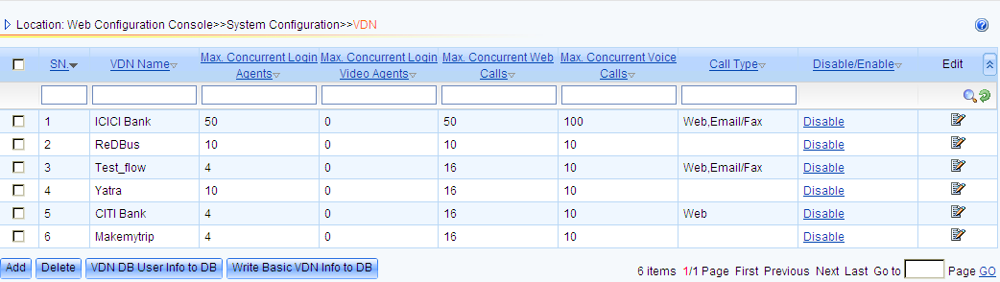 Location: Web Configuration Console>>System Configuration>>VDN
SN. VDN Name Max. Concurrent Login Agents Max. Concurrent Login Video Agents Max. Concurrent Web Calls Max. Concurrent Voice Calls Call Type Disable/Enable Edit
1 ICICI Bank 50 0 50 100 Web,Email/Fax Disable
2 ReDBus 10 0 10 10 Disable
3 Test_flow 4 0 16 10 Web,Email/Fax Disable
4 Yatra 10 0 16 10 Disable
5 CITI Bank 4 0 16 10 Web Disable
6 Makemytrip 4 0 16 10 Disable
Add Delete VDN DB User Info to DB Write Basic VDN Info to DB 6 items 1/1 Page First Previous Next Last Go to Page GO